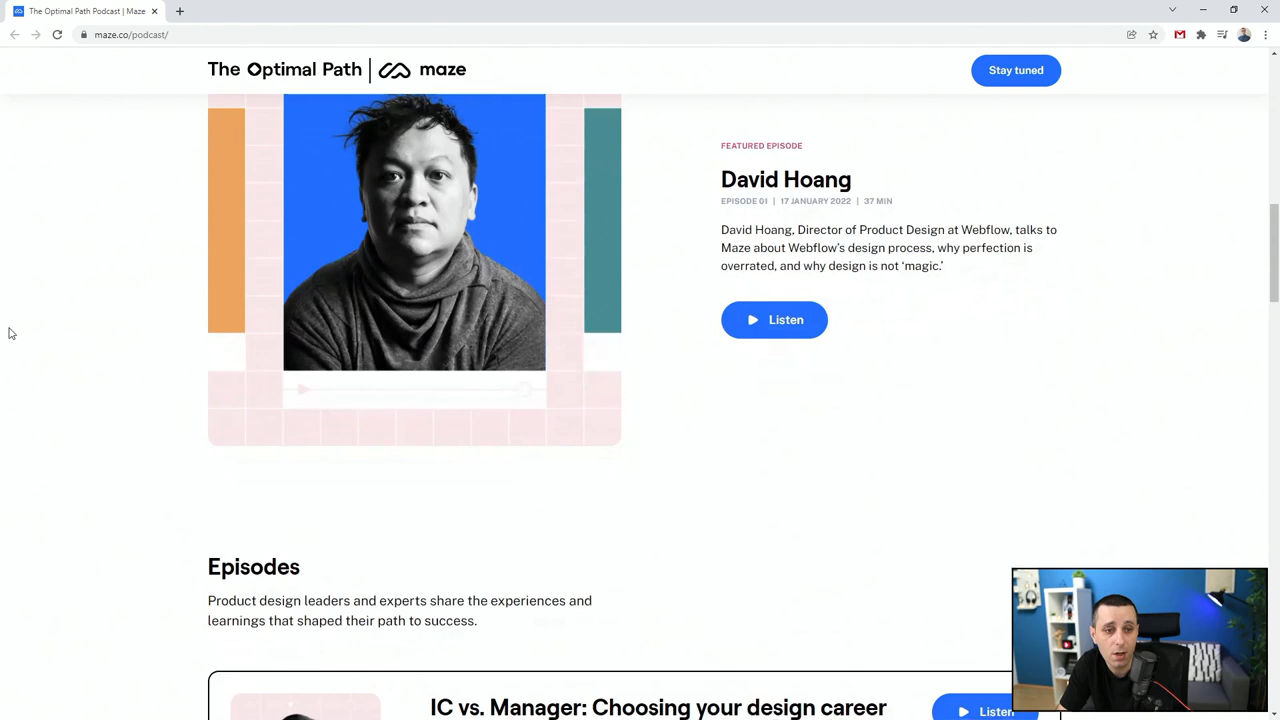 The Optimal Path Podcast | Maze
maze.co/podcast/
The Optimal Path | maze
Stay tuned
FEATURED EPISODE
David Hoang
EPISODE 01 | 17 JANUARY 2022 | 37 MIN
David Hoang, Director of Product Design at Webflow, talks to
Maze about Webflow’s design process, why perfection is
overrated, and why design is not ‘magic.’
Listen
Episodes
Product design leaders and experts share the experiences and
learnings that shaped their path to success.
IC vs. Manager: Choosing your design career
Listen